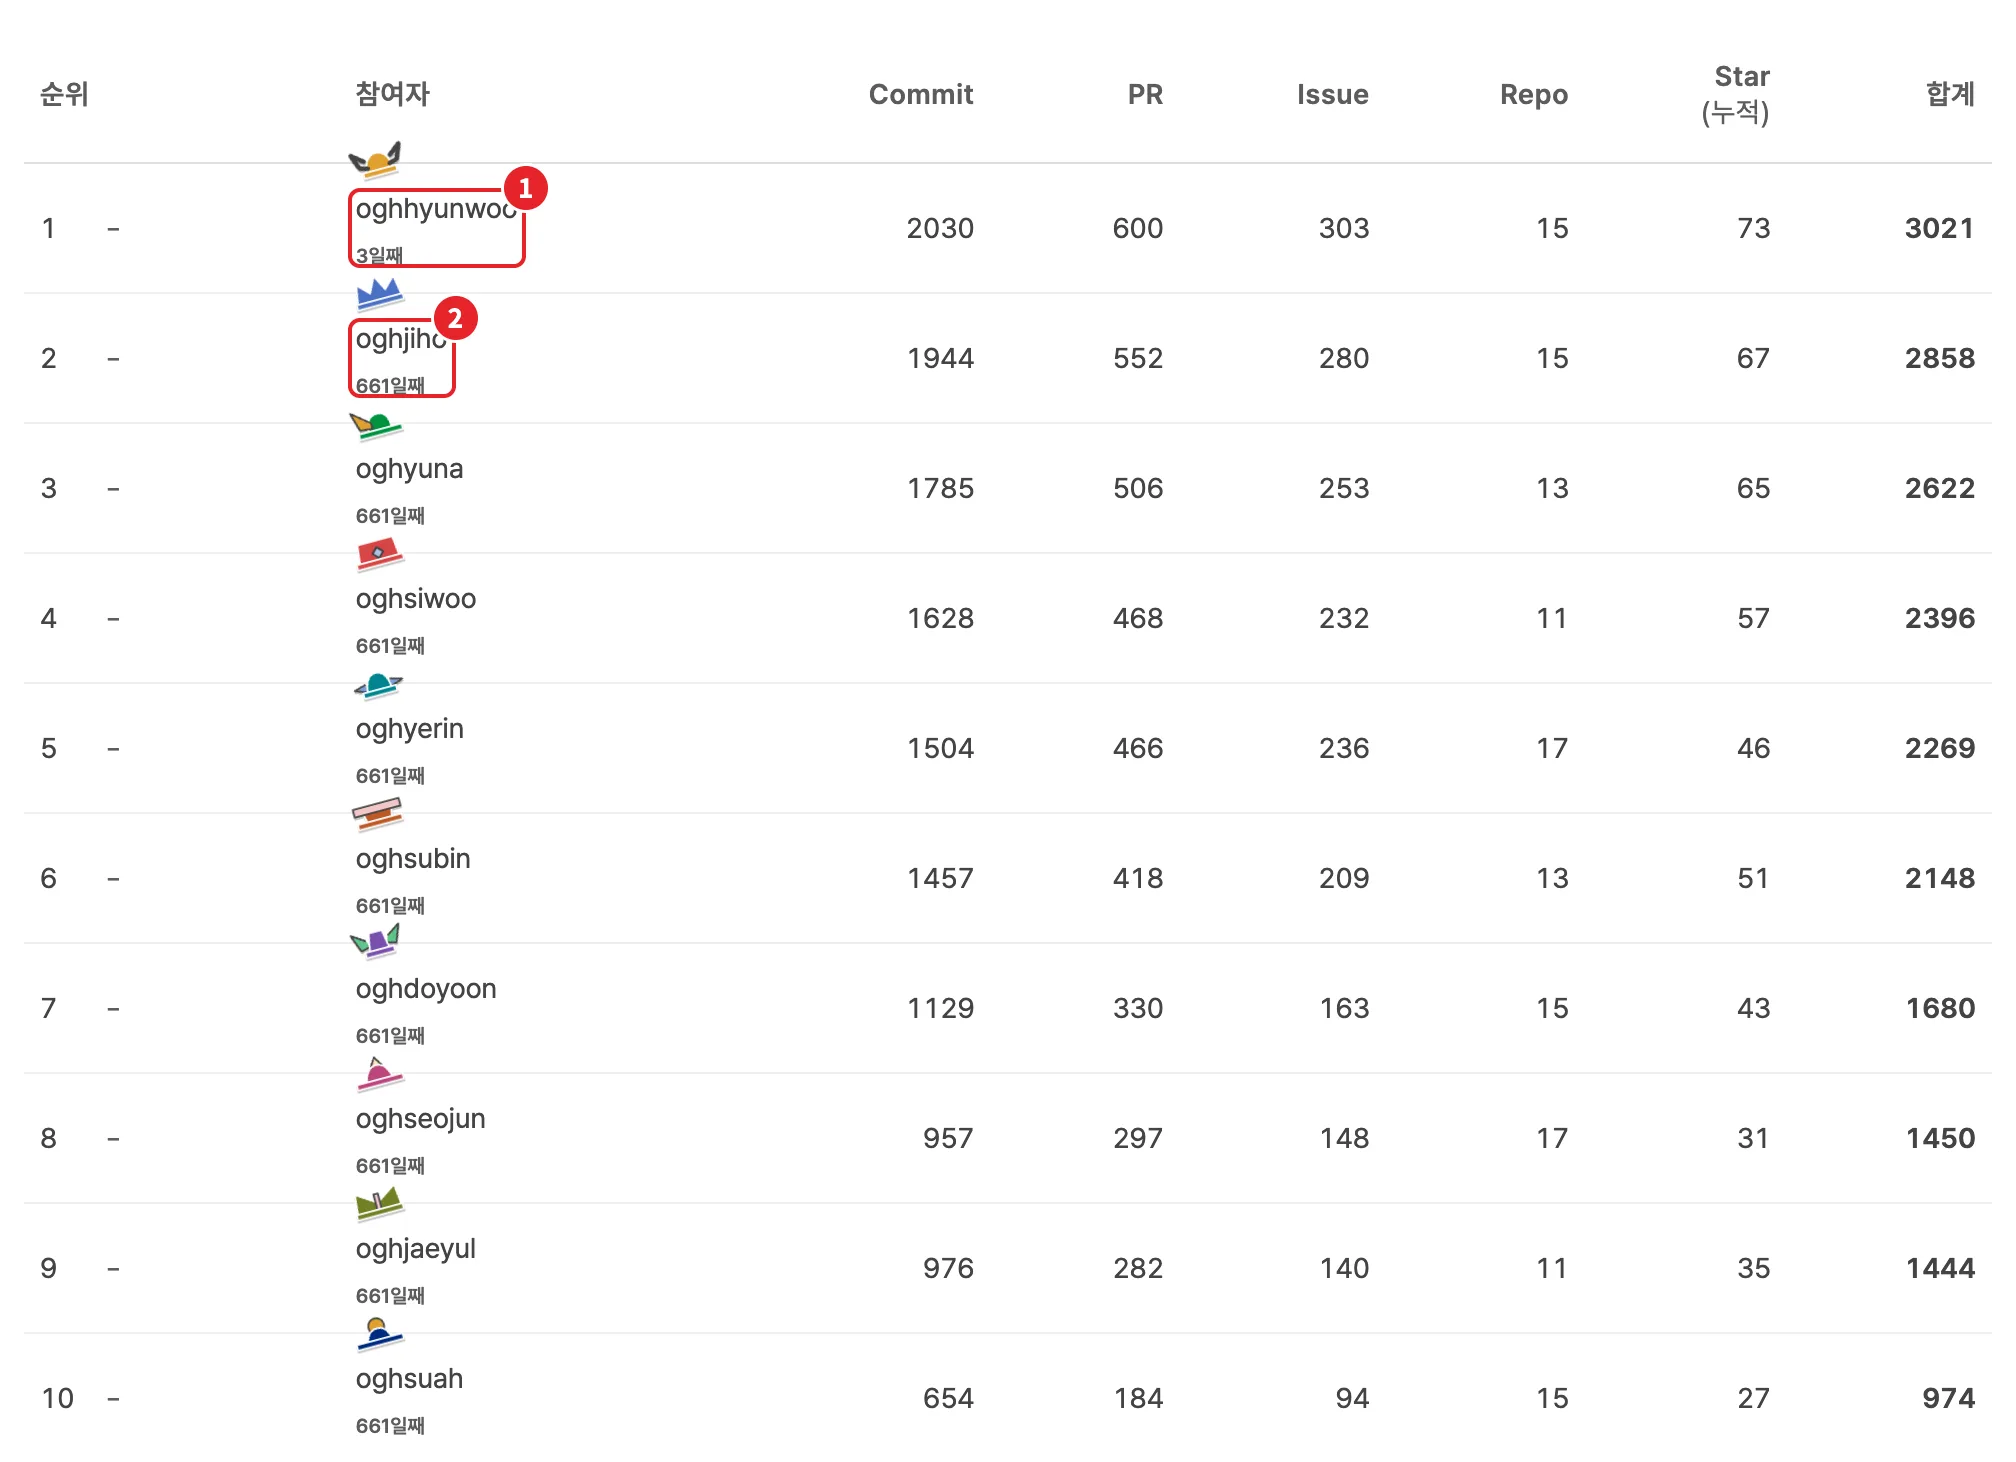 순위 참여자 Commit PR Issue Repo Star (누적) 합계
1 - oghhyunwoo 2030 600 303 15 73 3021
1
3일째
2 - oghjiho 1944 552 280 15 67 2858
2
661일째
3 - oghyuna 1785 506 253 13 65 2622
661일째
4 - oghsiwoo 1628 468 232 11 57 2396
661일째
5 - oghyerin 1504 466 236 17 46 2269
661일째
6 - oghsubin 1457 418 209 13 51 2148
661일째
7 - oghdoyoon 1129 330 163 15 43 1680
661일째
8 - oghseojun 957 297 148 17 31 1450
661일째
9 - oghjaeyul 976 282 140 11 35 1444
661일째
10 - oghsuah 654 184 94 15 27 974
661일째